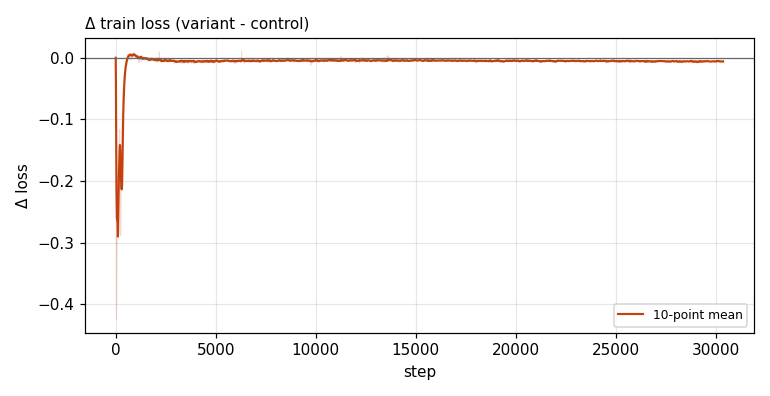 Δ train loss (variant - control)
0.0
−0.1
−0.2
−0.3
−0.4
Δ loss
10-point mean
0 5000 10000 15000 20000 25000 30000
step